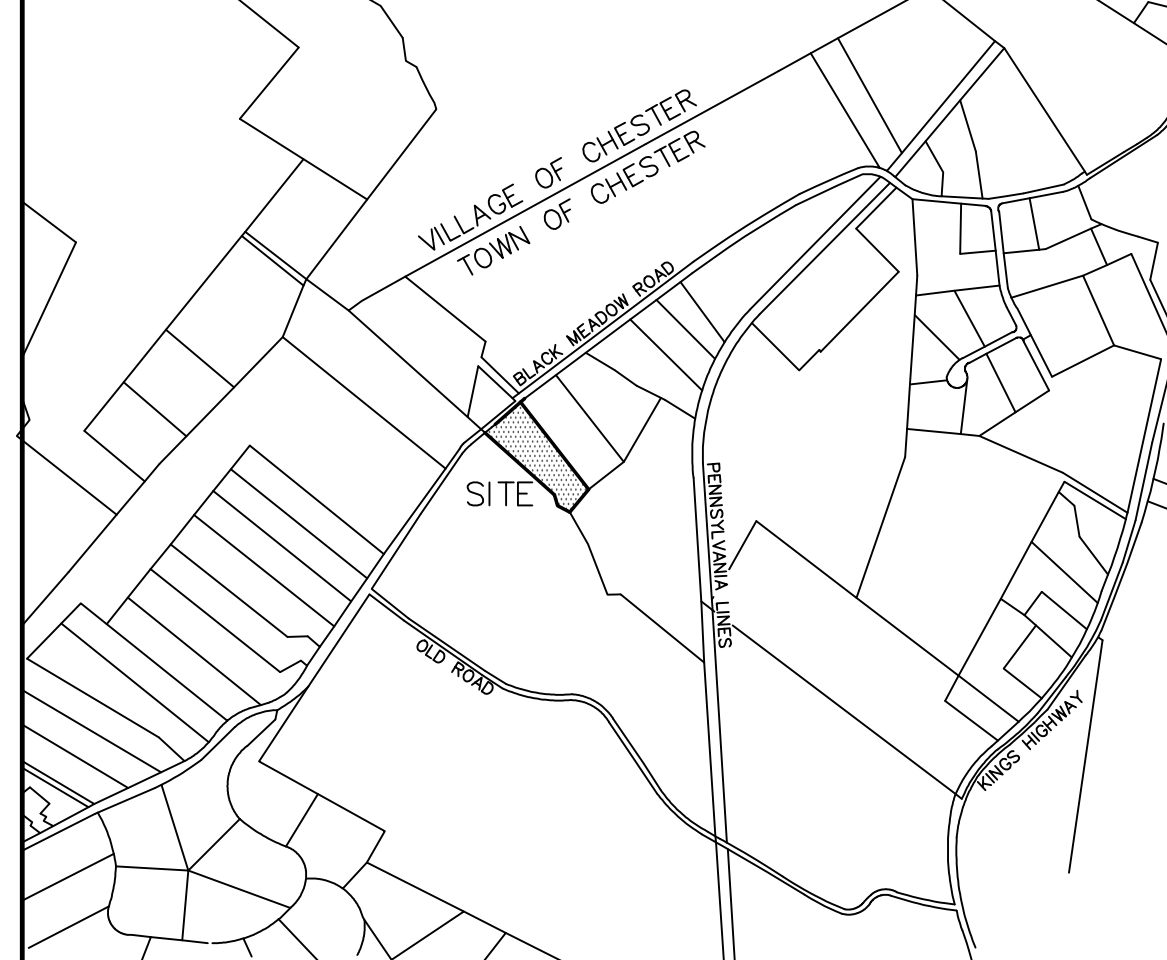 VILLAGE OF CHESTER
TOWN OF CHESTER
BLACK MEADOW ROAD
SITE
PENNSYLVANIA LINES
OLD ROAD
KINGS HIGHWAY